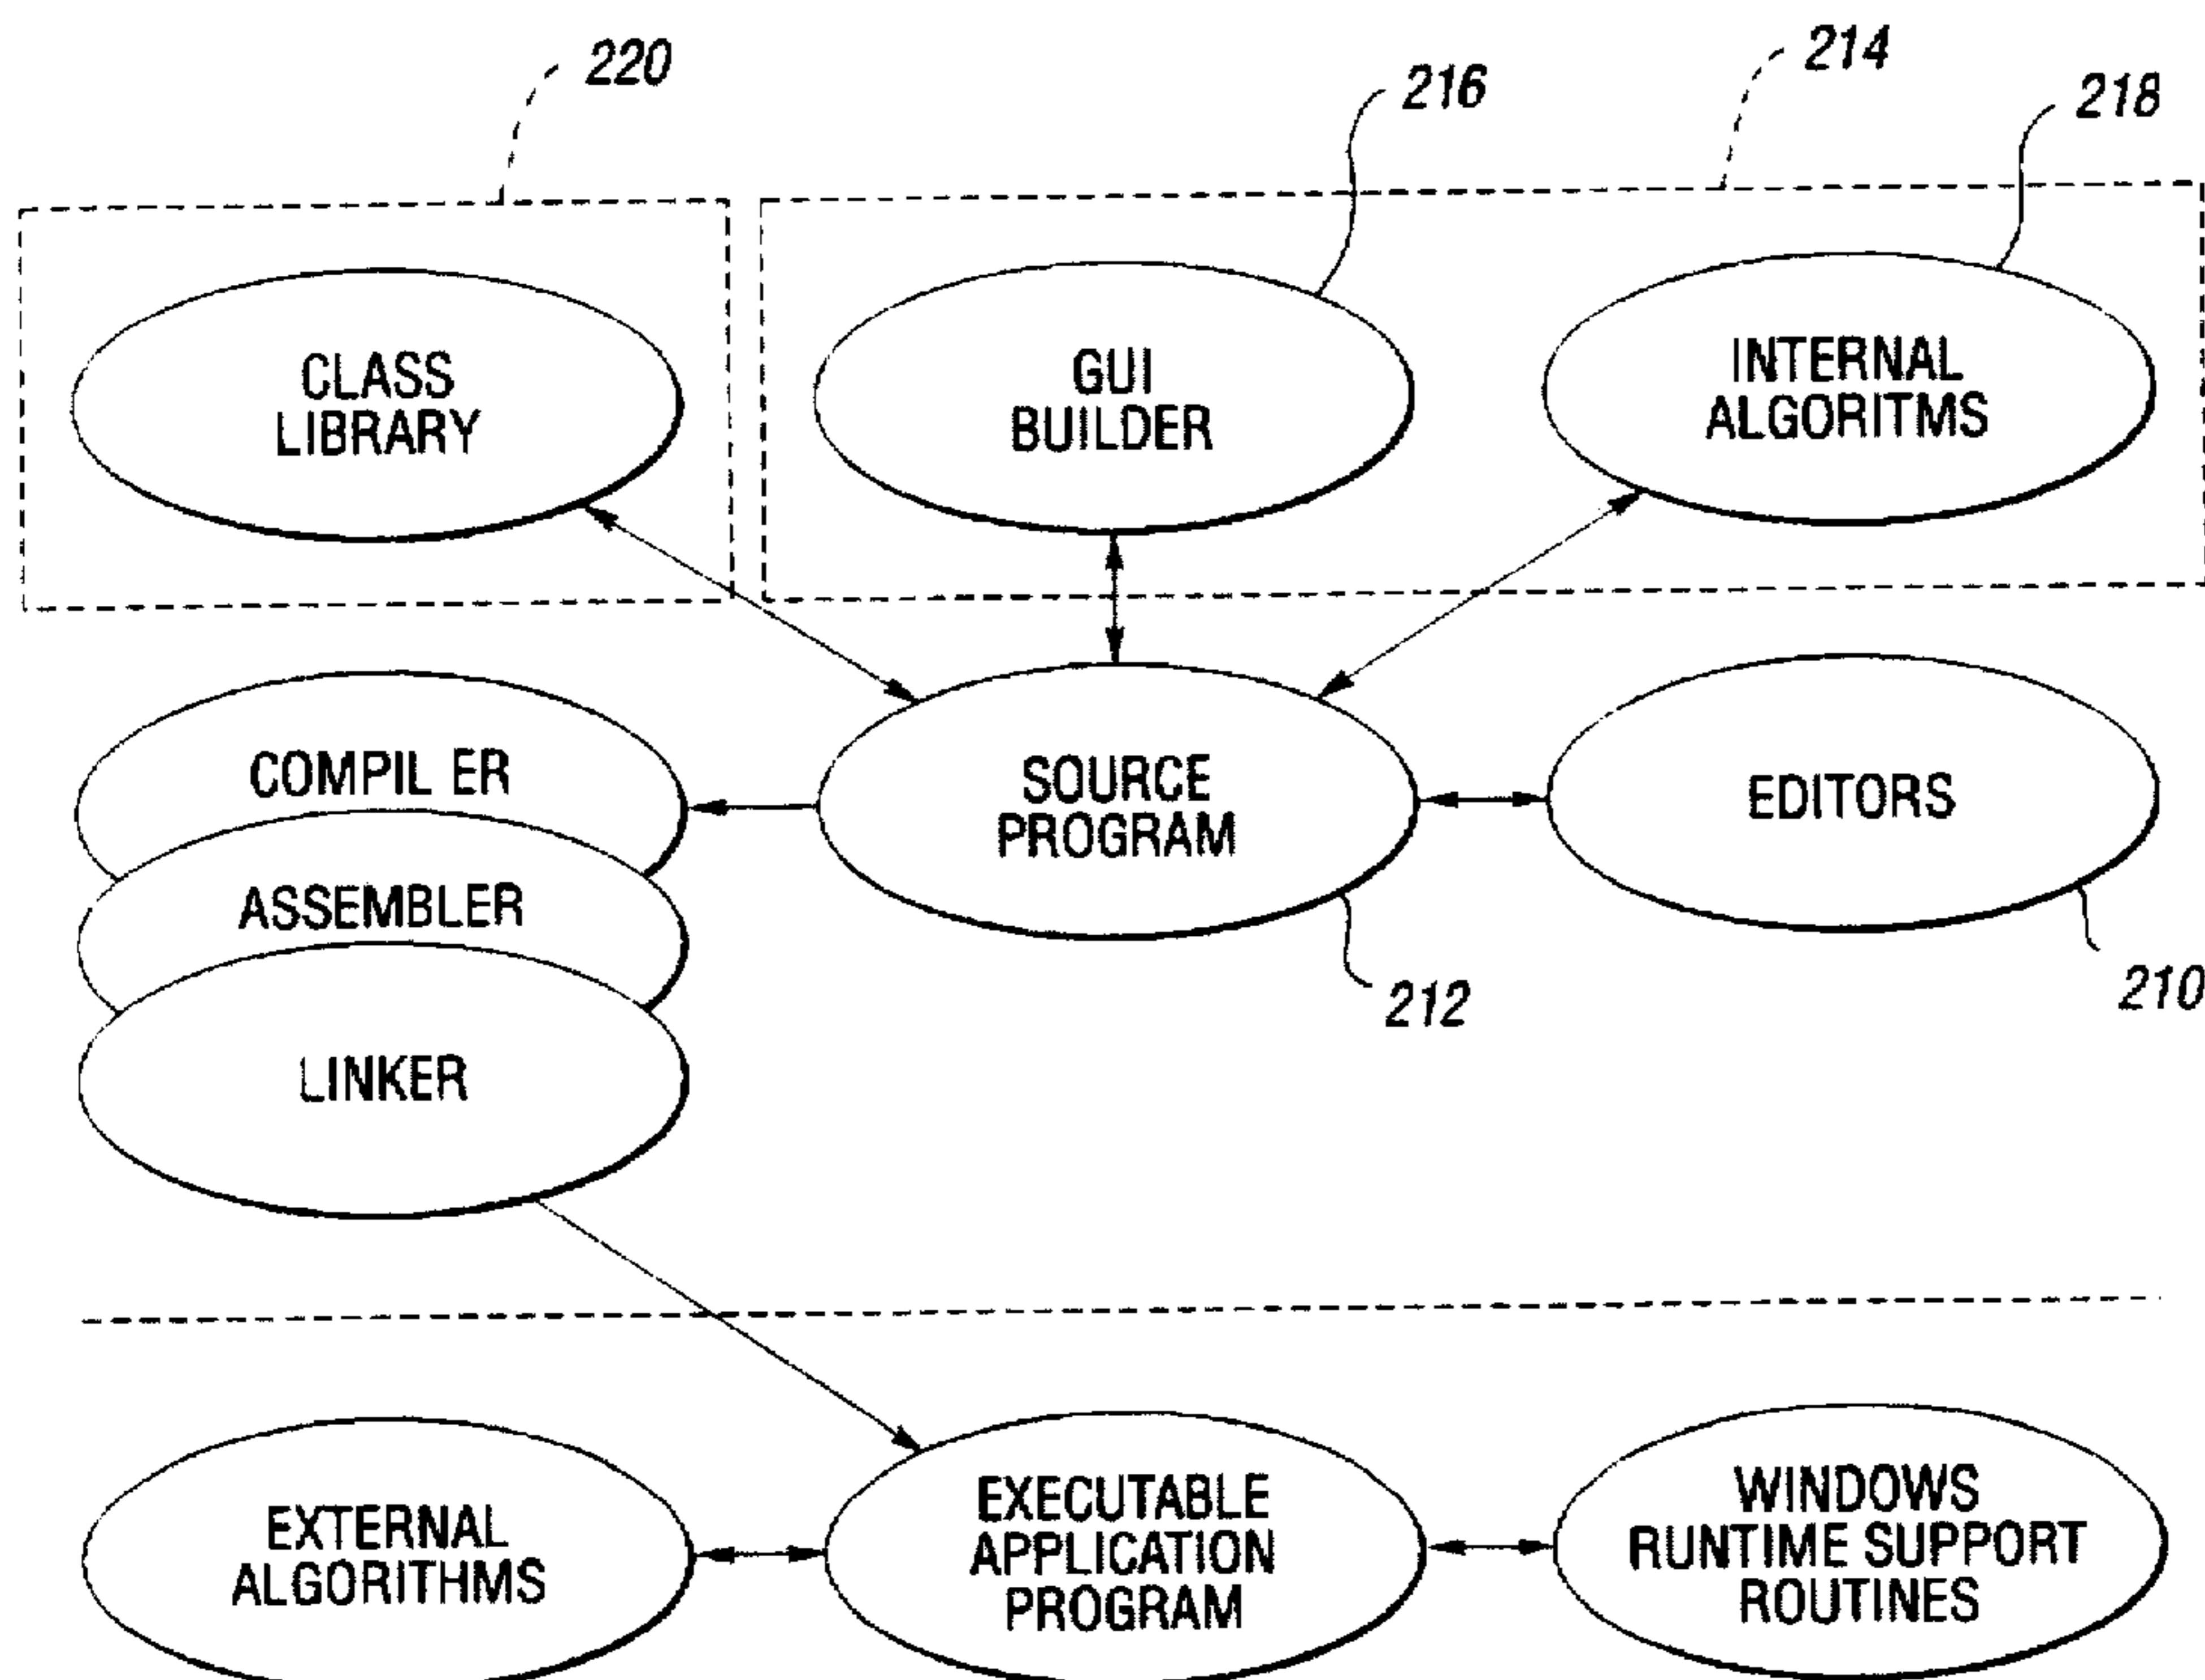 220
214
216
218
CLASS
LIBRARY
GUI
BUILDER
INTERNAL
ALGORITMS
COMPIL ER
SOURCE
PROGRAM
EDITORS
ASSEMBLER
212
210
LINKER
EXTERNAL
ALGORITHMS
EXECUTABLE
APPLICATION
PROGRAM
WINDOWS
RUNTIME SUPPORT
ROUTINES